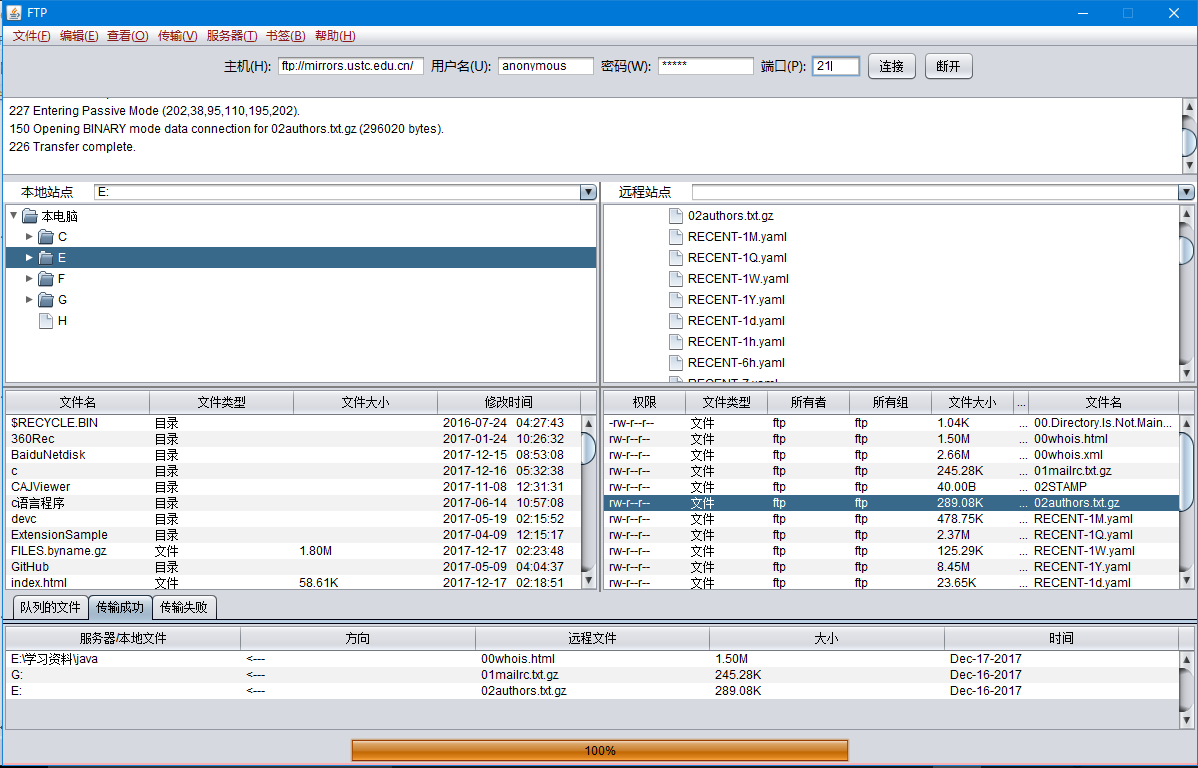 FTP
文件(F) 编辑(E) 查看(O) 传输(V) 服务器(T) 书签(B) 帮助(H)
主机(H): ftp://mirrors.ustc.edu.cn/ 用户名(U): anonymous 密码(W): ***** 端口(P): 21 连接 断开
227 Entering Passive Mode (202,38,95,110,195,202).
150 Opening BINARY mode data connection for 02authors.txt.gz (296020 bytes).
226 Transfer complete.
本地站点 E:
本电脑
C
E
F
G
H
远程站点
02authors.txt.gz
RECENT-1M.yaml
RECENT-1Q.yaml
RECENT-1W.yaml
RECENT-1Y.yaml
RECENT-1d.yaml
RECENT-1h.yaml
RECENT-6h.yaml
RECENT-Z.yaml
文件名 文件类型 文件大小 修改时间
$RECYCLE.BIN 目录 2016-07-24 04:27:43
360Rec 目录 2017-01-24 10:26:32
BaiduNetdisk 目录 2017-12-15 08:53:08
c 目录 2017-12-16 05:32:38
CAJViewer 目录 2017-11-08 12:31:31
c语言程序 目录 2017-06-14 10:57:08
devc 目录 2017-05-19 02:15:52
ExtensionSample 目录 2017-04-09 12:15:17
FILES.byname.gz 文件 1.80M 2017-12-17 02:23:48
GitHub 目录 2017-05-09 04:04:37
index.html 文件 58.61K 2017-12-17 02:18:51
权限 文件类型 所有者 所有组 文件大小 ... 文件名
-rw-r--r-- 文件 ftp ftp 1.04K ... 00.Directory.Is.Not.Main...
rw-r--r-- 文件 ftp ftp 1.50M ... 00whois.html
rw-r--r-- 文件 ftp ftp 2.66M ... 00whois.xml
rw-r--r-- 文件 ftp ftp 245.28K ... 01mailrc.txt.gz
rw-r--r-- 文件 ftp ftp 40.00B ... 02STAMP
rw-r--r-- 文件 ftp ftp 289.08K ... 02authors.txt.gz
rw-r--r-- 文件 ftp ftp 478.75K ... RECENT-1M.yaml
rw-r--r-- 文件 ftp ftp 2.37M ... RECENT-1Q.yaml
rw-r--r-- 文件 ftp ftp 125.29K ... RECENT-1W.yaml
rw-r--r-- 文件 ftp ftp 8.45M ... RECENT-1Y.yaml
rw-r--r-- 文件 ftp ftp 23.65K ... RECENT-1d.yaml
队列的文件 传输成功 传输失败
服务器/本地文件 方向 远程文件 大小 时间
E:\学习资料\java <--- 00whois.html 1.50M Dec-17-2017
G: <--- 01mailrc.txt.gz 245.28K Dec-16-2017
E: <--- 02authors.txt.gz 289.08K Dec-16-2017
100%